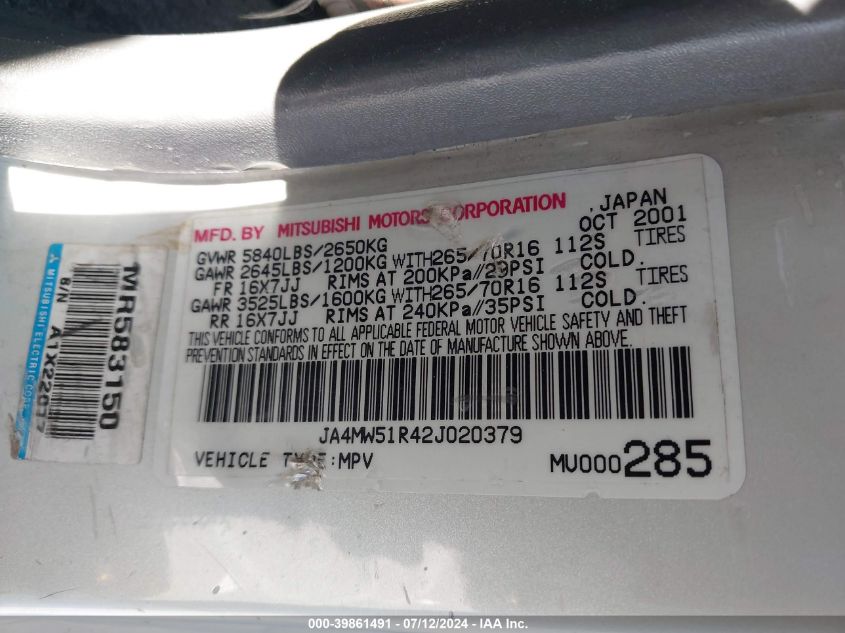 MFD. BY MITSUBISHI MOTORS CORPORATION , JAPAN
OCT 2001
GVWR 5840LBS/2650KG
GAWR 2645LBS/1200KG WITH265/70R16 112S TIRES
FR 16X7JJ RIMS AT 200KPa//29PSI COLD.
GAWR 3525LBS/1600KG WITH265/70R16 112S TIRES
RR 16X7JJ RIMS AT 240KPa//35PSI COLD.
THIS VEHICLE CONFORMS TO ALL APPLICABLE FEDERAL MOTOR VEHICLE SAFETY AND THEFT
PREVENTION STANDARDS IN EFFECT ON THE DATE OF MANUFACTURE SHOWN ABOVE.
JA4MW51R42J020379
VEHICLE TYPE:MPV MV000285
MR583150
S/N A1X22077
MITSUBISHI ELECTRIC CORP.
000-39861491 - 07/12/2024 - IAA Inc.